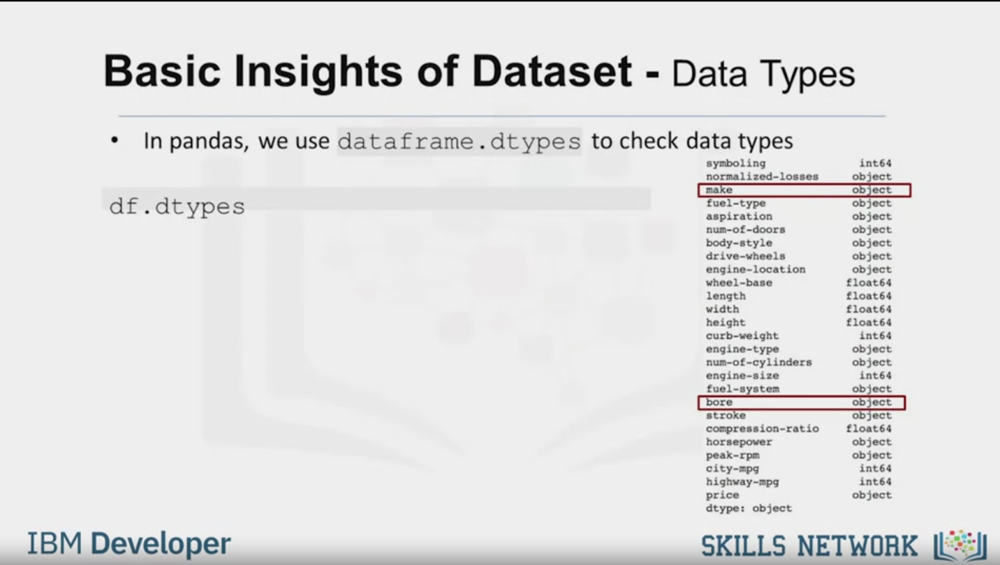 Basic Insights of Dataset - Data Types
• In pandas, we use dataframe.dtypes to check data types
df.dtypes
symboling int64
normalized-losses object
make object
fuel-type object
aspiration object
num-of-doors object
body-style object
drive-wheels object
engine-location object
wheel-base float64
length float64
width float64
height float64
curb-weight int64
engine-type object
num-of-cylinders object
engine-size int64
fuel-system object
bore object
stroke object
compression-ratio float64
horsepower object
peak-rpm object
city-mpg int64
highway-mpg int64
price object
dtype: object
IBM Developer
SKILLS NETWORK